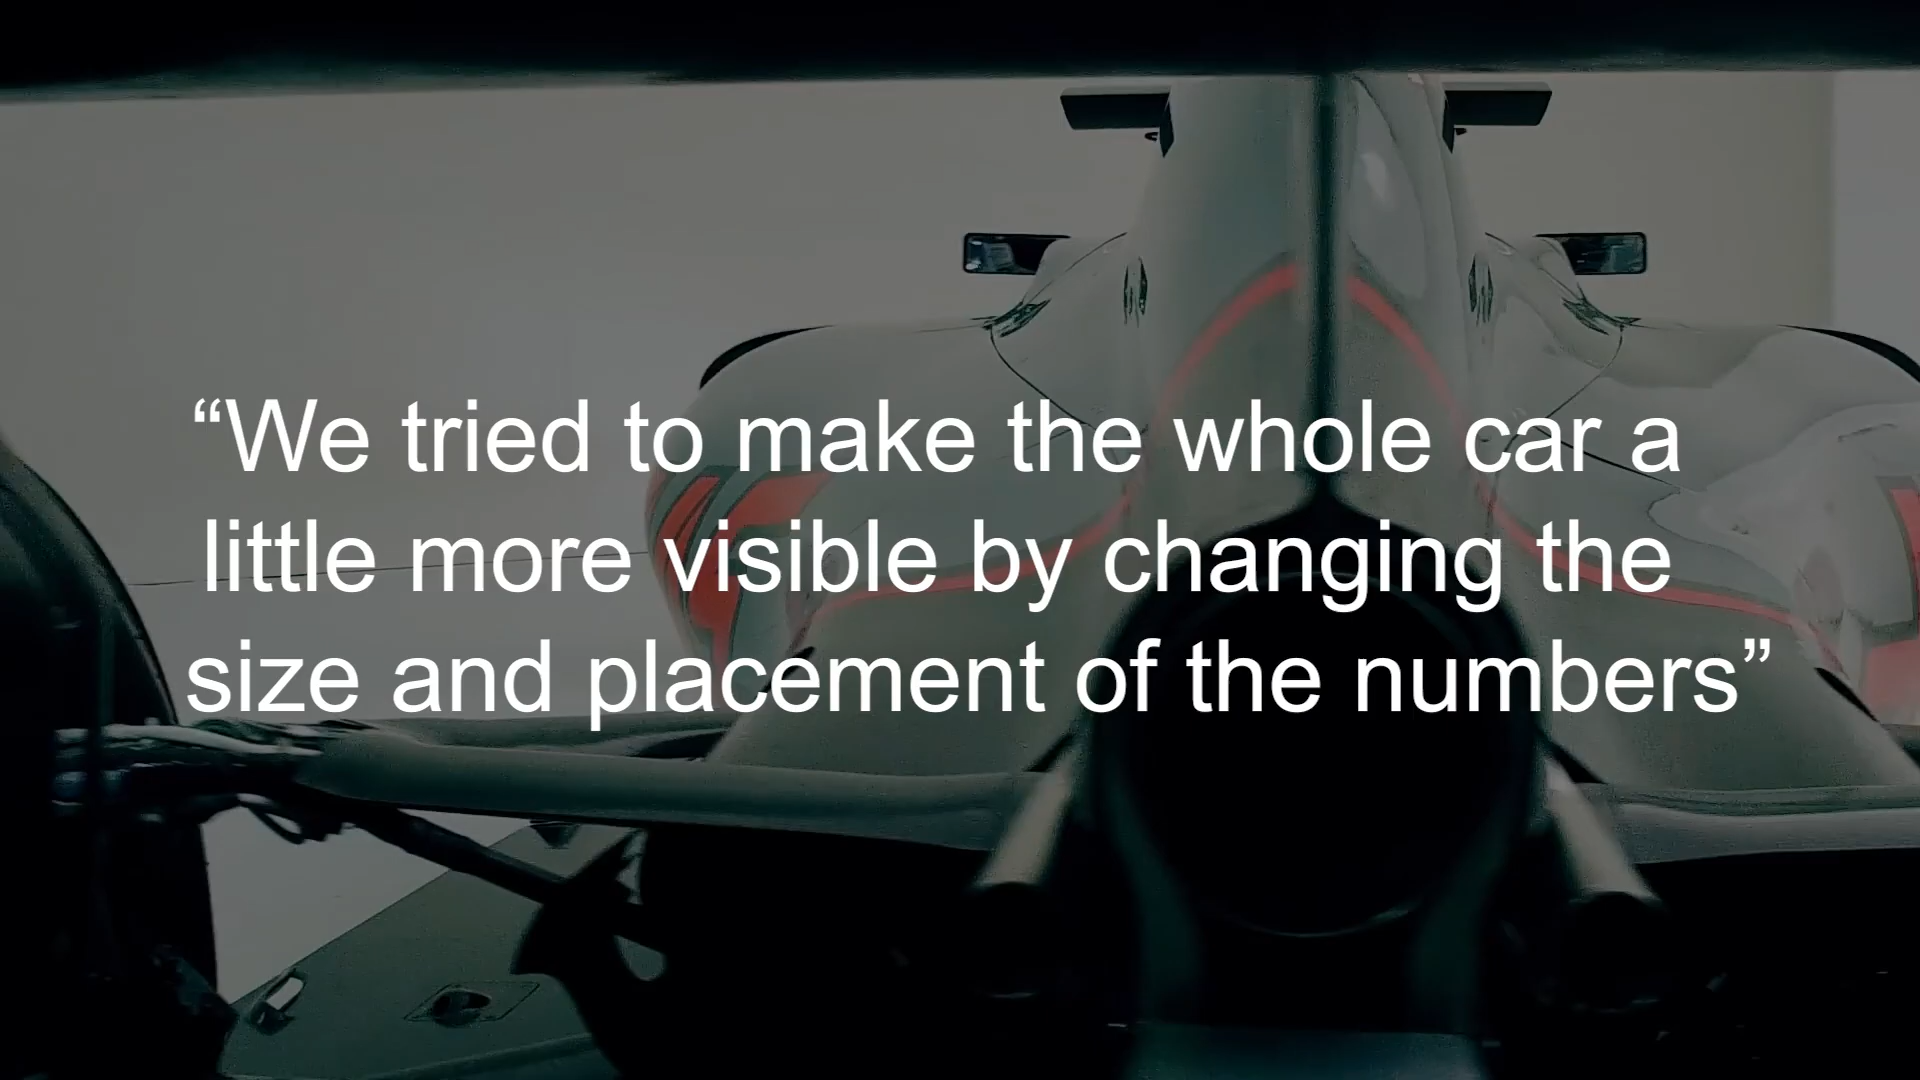 “We tried to make the whole car a
little more visible by changing the
size and placement of the numbers”